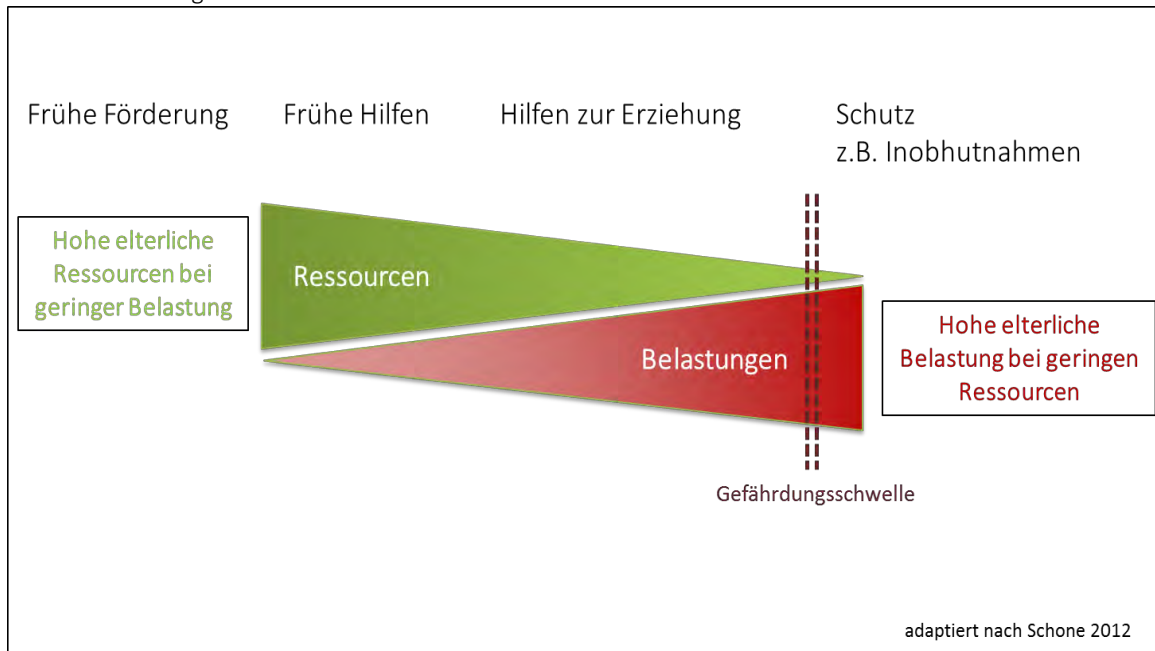 Frühe Förderung
Frühe Hilfen
Hilfen zur Erziehung
Schutz
z.B. Inobhutnahmen
Hohe elterliche
Ressourcen bei
geringer Belastung
Ressourcen
Belastungen
Hohe elterliche
Belastung bei geringen
Ressourcen
Gefährdungsschwelle
adaptiert nach Schone 2012